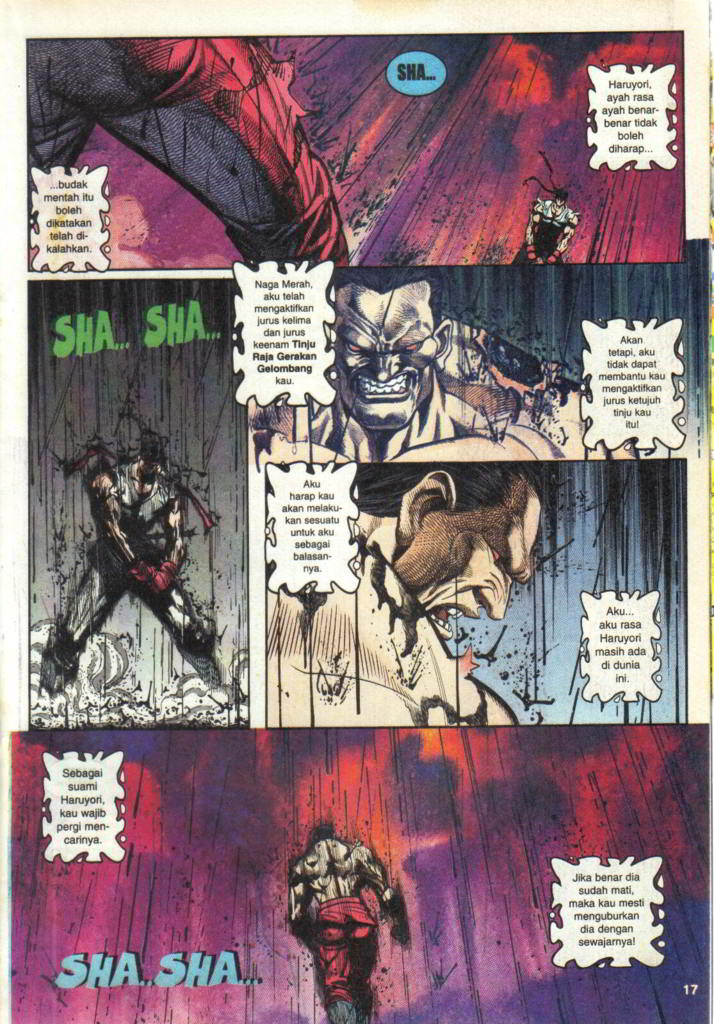 SHA...
Haruyori,
ayah rasa
ayah benar-
benar tidak
boleh
diharap...
...budak
mentah itu
boleh
dikatakan
telah di-
kalahkan.
SHA... SHA...
Naga Merah,
aku telah
mengaktifkan
jurus kelima
dan jurus
keenam Tinju
Raja Gerakan
Gelombang
kau.
Akan
tetapi, aku
tidak dapat
membantu kau
mengaktifkan
jurus ketujuh
tinju kau
itu!
Aku
harap kau
akan melaku-
kan sesuatu
untuk aku
sebagai
balasan-
nya.
Aku...
aku rasa
Haruyori
masih ada
di dunia
ini.
Sebagai
suami
Haruyori,
kau wajib
pergi men-
carinya.
Jika benar dia
sudah mati,
maka kau mesti
menguburkan
dia dengan
sewajarnya!
SHA..SHA...
17